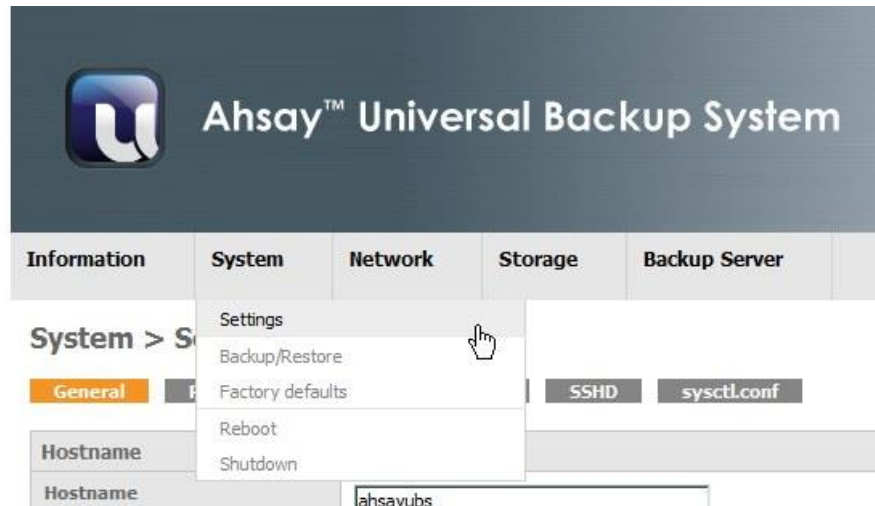 Ahsay™ Universal Backup System
Information System Network Storage Backup Server
Settings
System > S
Backup/Restore
General Factory defaults SSHD sysctl.conf
Reboot
Hostname
Shutdown
Hostname ahsayubs